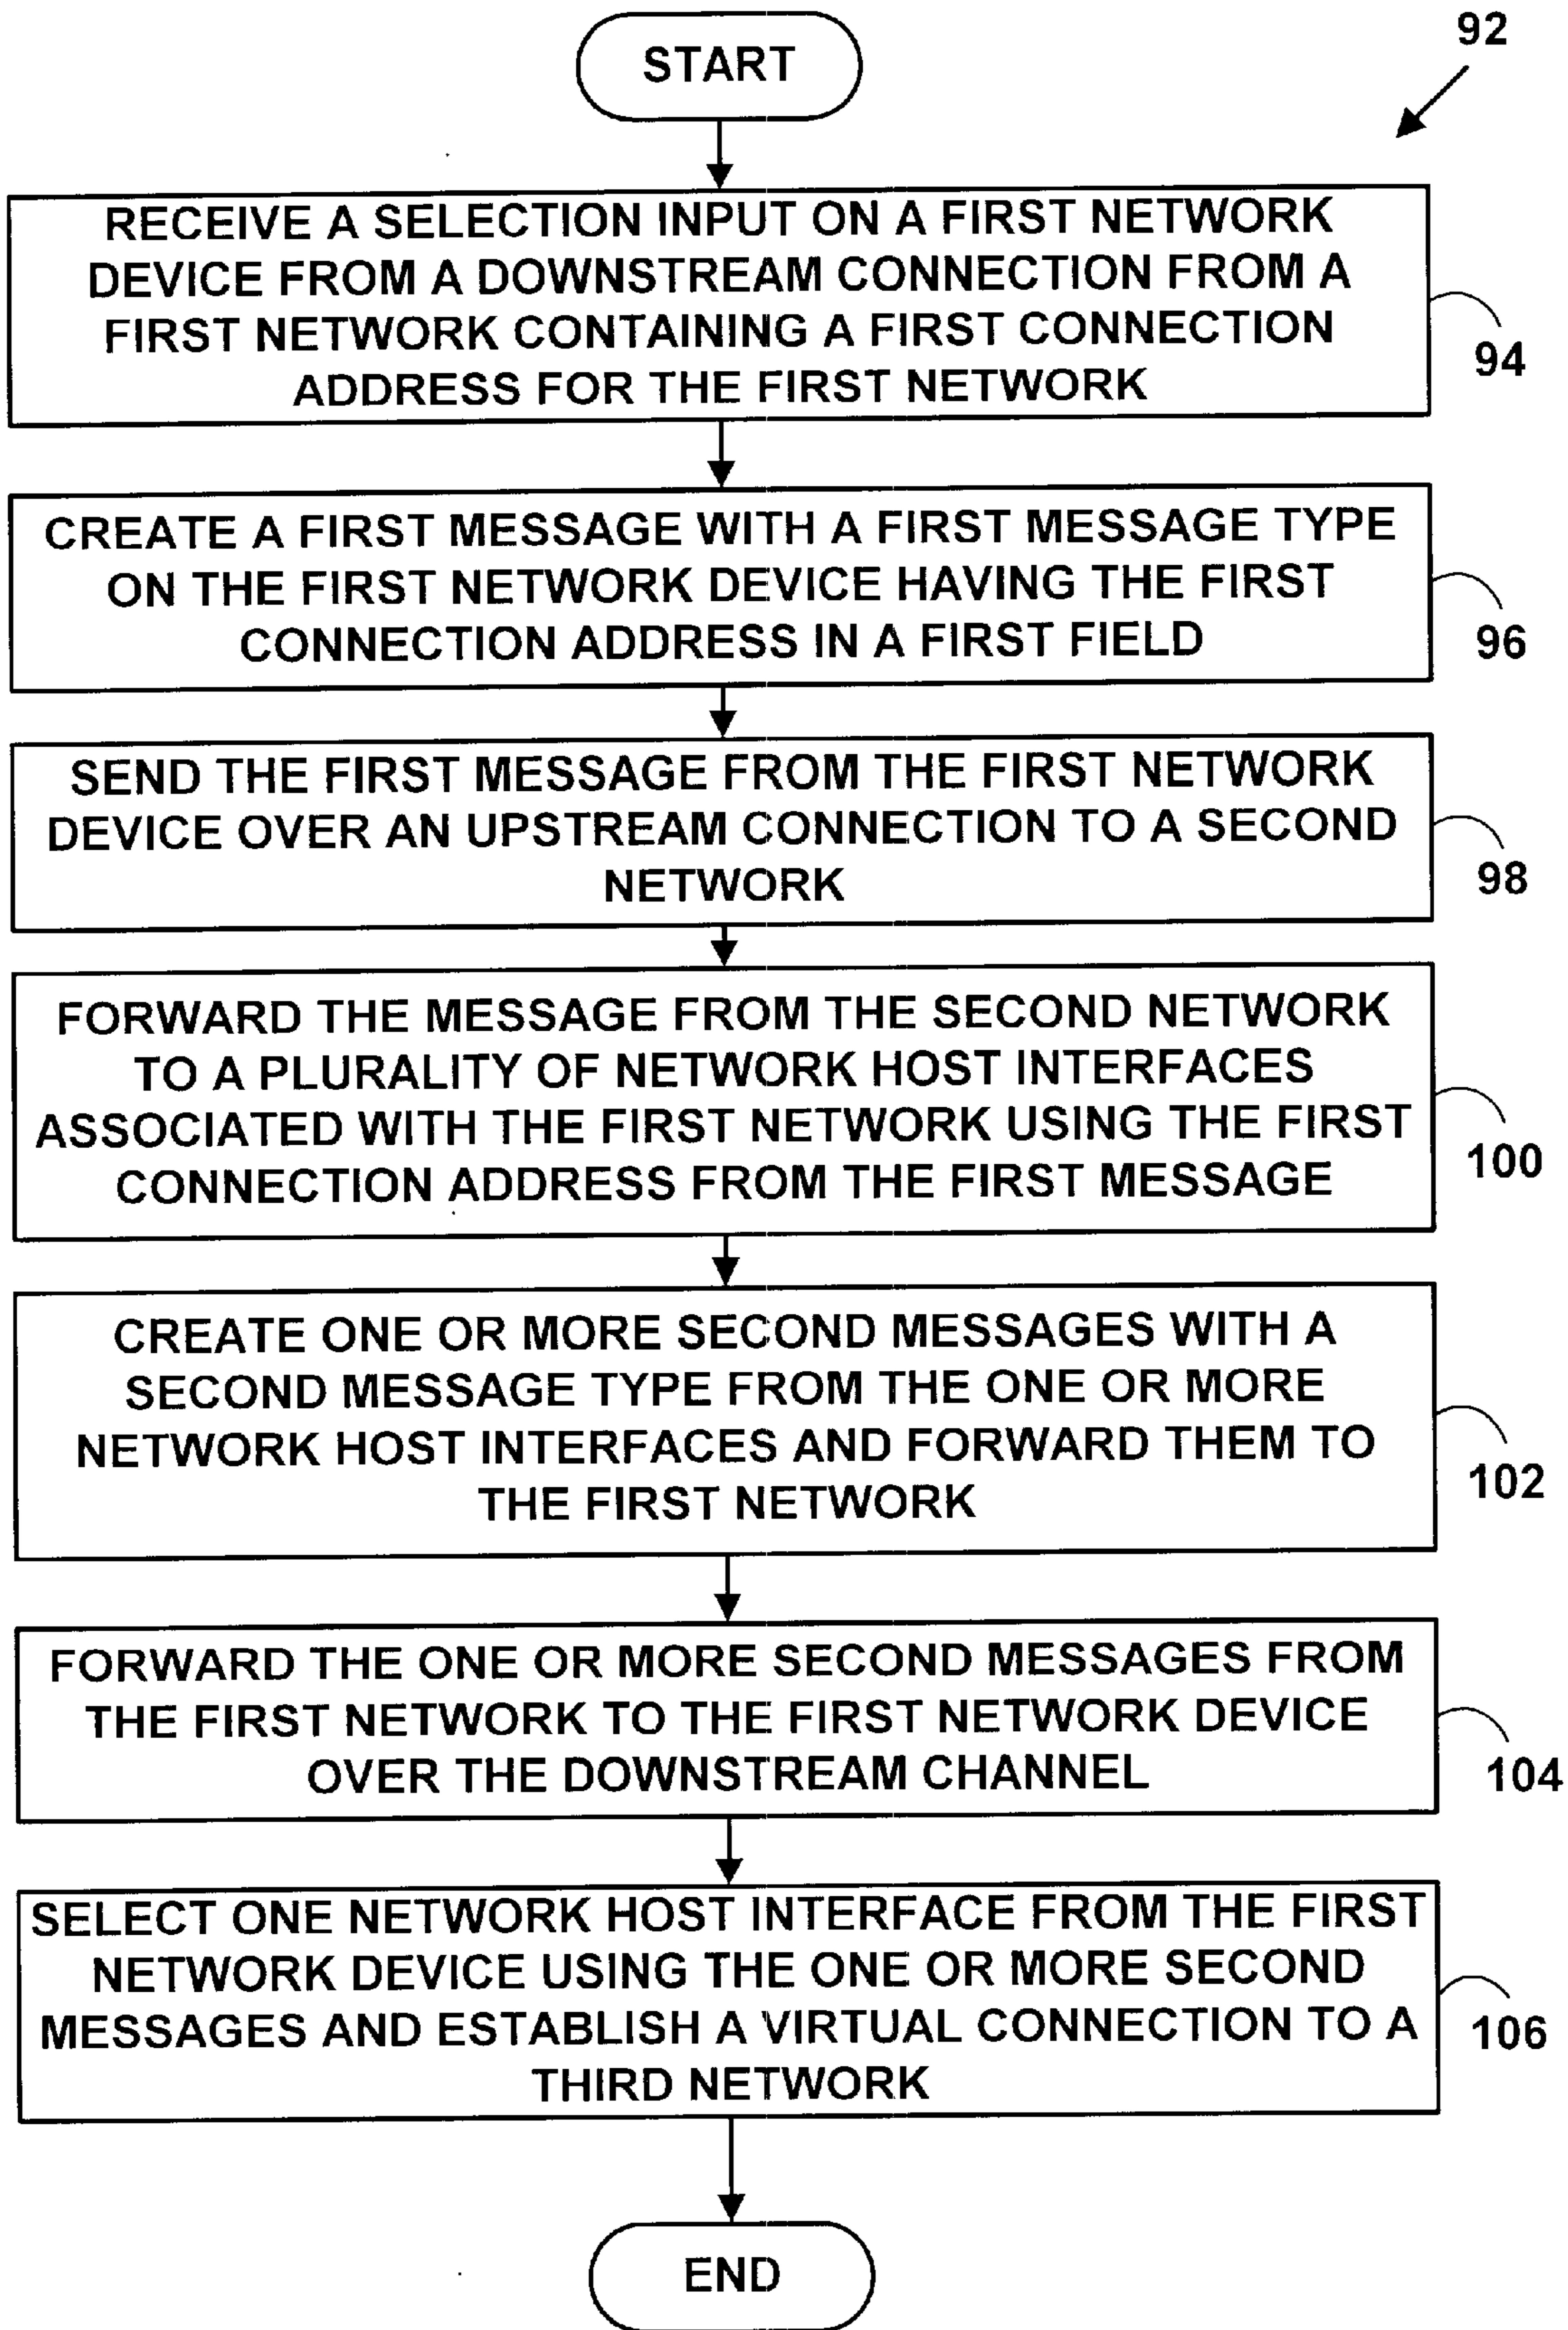 START
92
RECEIVE A SELECTION INPUT ON A FIRST NETWORK
DEVICE FROM A DOWNSTREAM CONNECTION FROM A
FIRST NETWORK CONTAINING A FIRST CONNECTION
ADDRESS FOR THE FIRST NETWORK
94
CREATE A FIRST MESSAGE WITH A FIRST MESSAGE TYPE
ON THE FIRST NETWORK DEVICE HAVING THE FIRST
CONNECTION ADDRESS IN A FIRST FIELD
96
SEND THE FIRST MESSAGE FROM THE FIRST NETWORK
DEVICE OVER AN UPSTREAM CONNECTION TO A SECOND
NETWORK
98
FORWARD THE MESSAGE FROM THE SECOND NETWORK
TO A PLURALITY OF NETWORK HOST INTERFACES
ASSOCIATED WITH THE FIRST NETWORK USING THE FIRST
CONNECTION ADDRESS FROM THE FIRST MESSAGE
100
CREATE ONE OR MORE SECOND MESSAGES WITH A
SECOND MESSAGE TYPE FROM THE ONE OR MORE
NETWORK HOST INTERFACES AND FORWARD THEM TO
THE FIRST NETWORK
102
FORWARD THE ONE OR MORE SECOND MESSAGES FROM
THE FIRST NETWORK TO THE FIRST NETWORK DEVICE
OVER THE DOWNSTREAM CHANNEL
104
SELECT ONE NETWORK HOST INTERFACE FROM THE FIRST
NETWORK DEVICE USING THE ONE OR MORE SECOND
MESSAGES AND ESTABLISH A VIRTUAL CONNECTION TO A
THIRD NETWORK
106
END